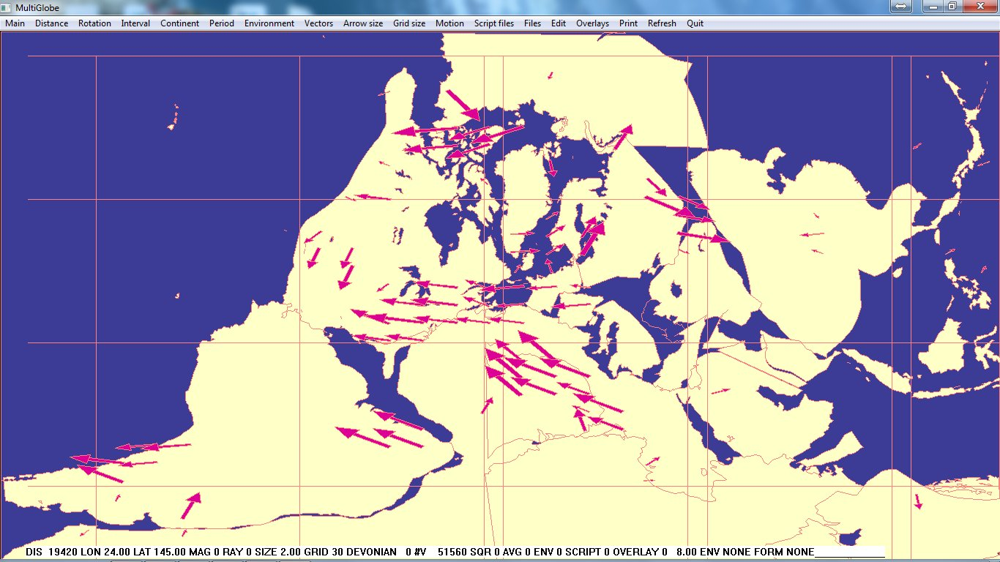 MultiGlobe
Main Distance Rotation Interval Continent Period Environment Vectors Arrow size Grid size Motion Script files Files Edit Overlays Print Refresh Quit
DIS 19420 LON 24.00 LAT 145.00 MAG 0 RAY 0 SIZE 2.00 GRID 30 DEVONIAN 0 #V 51560 SQR 0 AVG 0 ENV 0 SCRIPT 0 OVERLAY 0 8.00 ENV NONE FORM NONE____________